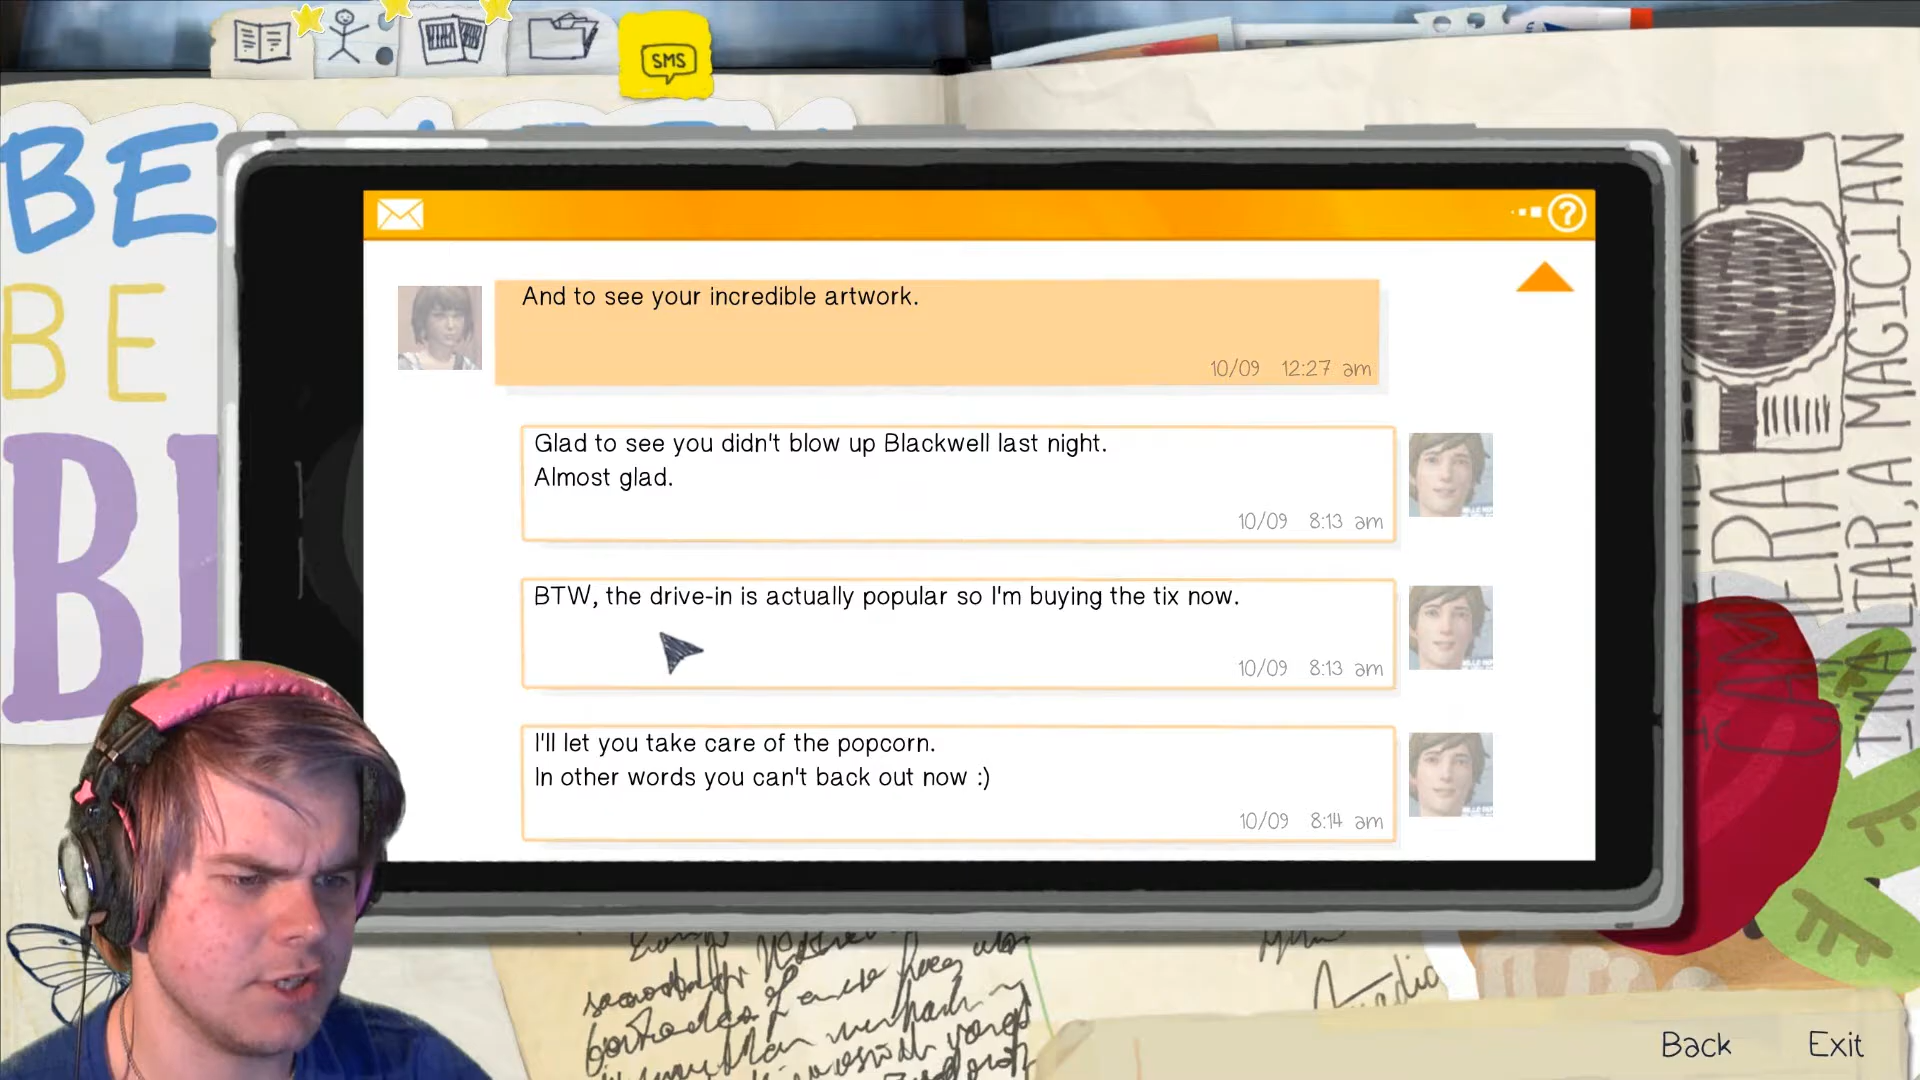 SMS
BE
BE
And to see your incredible artwork.
10/09 12:27 am
Glad to see you didn't blow up Blackwell last night.
Almost glad.
10/09 8:13 am
BTW, the drive-in is actually popular so I'm buying the tix now.
10/09 8:13 am
I'll let you take care of the popcorn.
In other words you can't back out now :)
10/09 8:14 am
CAMERA
LIAR, A MAGICIAN
Back
Exit